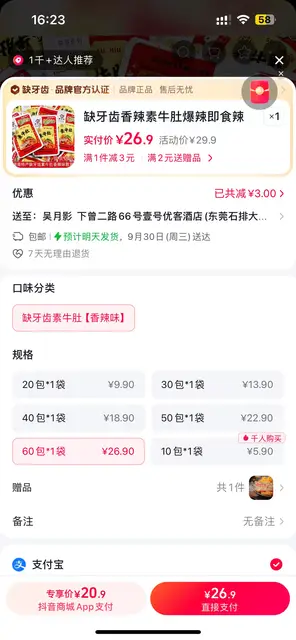 16:23
58
1千+达人推荐
缺牙齿·品牌官方认证
品牌正品
售后无忧
缺牙齿香辣素牛肚爆辣即食辣
×1
实付价 ¥26.9 活动价¥29.9
满1件减3元
满2元送赠品
优惠
已共减¥3.00
送至：吴月影 下曾二路66号壹号优客酒店(东莞石排大...
包邮
预计明天发货，9月30日(周三)送达
7天无理由退货
口味分类
缺牙齿素牛肚【香辣味】
规格
20包*1袋 ¥9.90
30包*1袋 ¥13.90
40包*1袋 ¥18.90
50包*1袋 ¥22.90
千人购买
60包*1袋 ¥26.90
10包*1袋 ¥5.90
赠品
共1件
备注
无备注
支付宝
专享价¥20.9
抖音商城App支付
¥26.9
直接支付